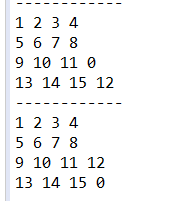 ------------
1 2 3 4
5 6 7 8
9 10 11 0
13 14 15 12
------------
1 2 3 4
5 6 7 8
9 10 11 12
13 14 15 0